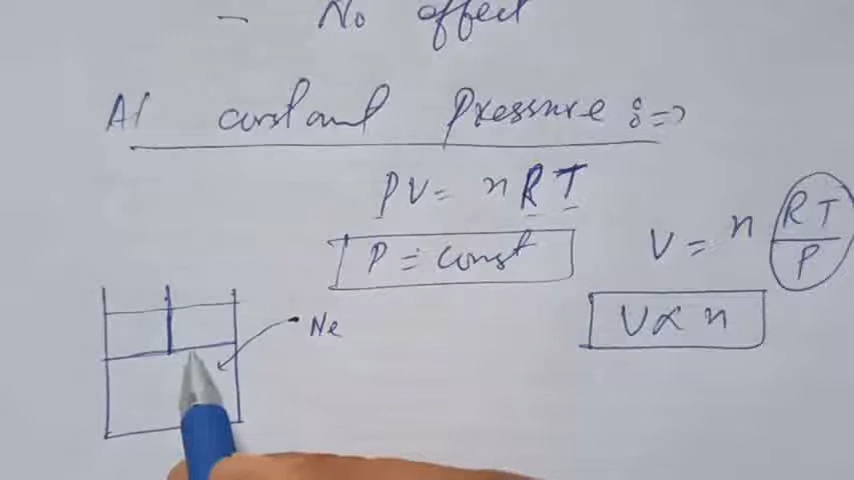 - No effect
At constant Pressure :=>
PV = nRT
P = const
V = n RT/P
V ∝ n
Ne